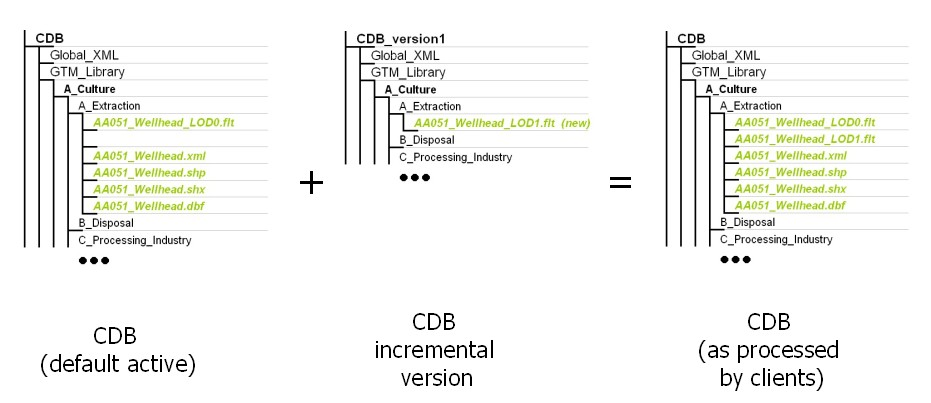 CDB
Global_XML
GTM_Library
A_Culture
A_Extraction
AA051_Wellhead_LOD0.flt
AA051_Wellhead.xml
AA051_Wellhead.shp
AA051_Wellhead.shx
AA051_Wellhead.dbf
B_Disposal
C_Processing_Industry
•••
CDB
(default active)
+
CDB_version1
Global_XML
GTM_Library
A_Culture
A_Extraction
AA051_Wellhead_LOD1.flt (new)
B_Disposal
C_Processing_Industry
•••
CDB
incremental
version
=
CDB
Global_XML
GTM_Library
A_Culture
A_Extraction
AA051_Wellhead_LOD0.flt
AA051_Wellhead_LOD1.flt
AA051_Wellhead.xml
AA051_Wellhead.shp
AA051_Wellhead.shx
AA051_Wellhead.dbf
B_Disposal
C_Processing_Industry
•••
CDB
(as processed
by clients)